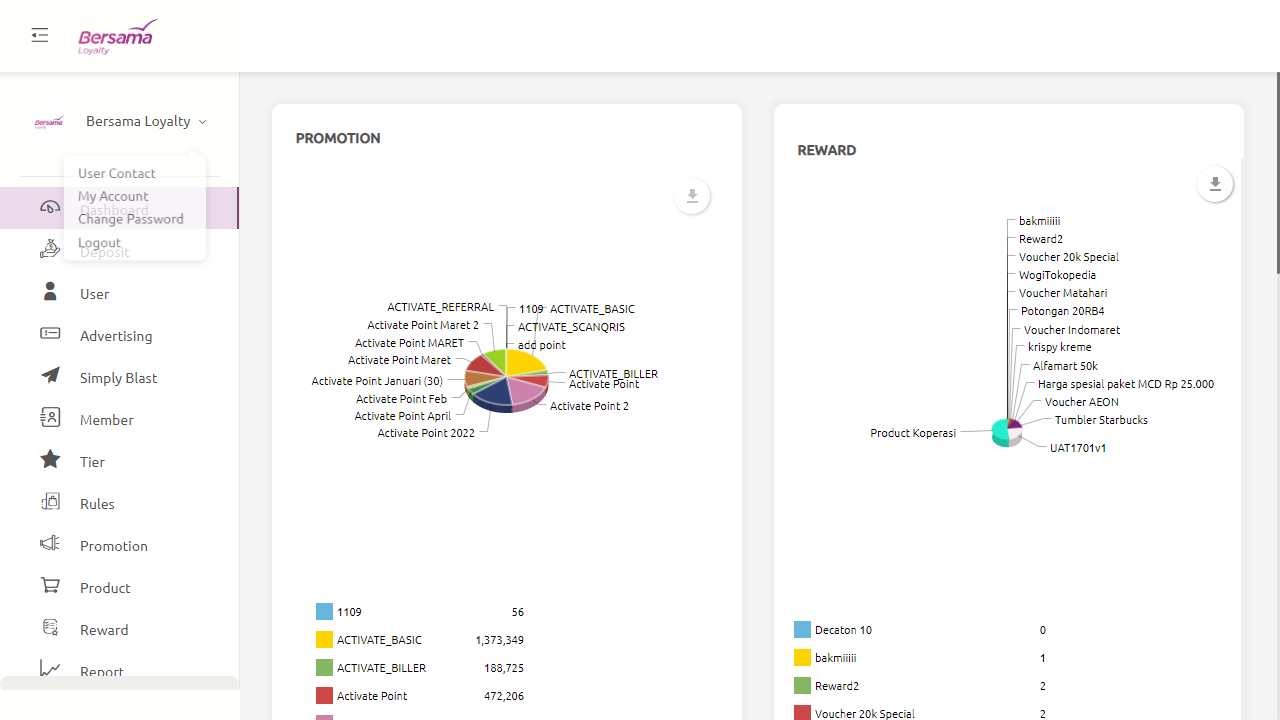 Bersama
Loyalty
Bersama
Loyalty
Bersama Loyalty
User Contact
My Account
Change Password
Logout
Dashboard
Deposit
User
Advertising
Simply Blast
Member
Tier
Rules
Promotion
Product
Reward
Report
PROMOTION
ACTIVATE_REFERRAL
1109
ACTIVATE_BASIC
Activate Point Maret 2
ACTIVATE_SCANQRIS
Activate Point MARET
add point
Activate Point Maret
ACTIVATE_BILLER
Activate Point Januari (30)
Activate Point
Activate Point Feb
Activate Point 2
Activate Point April
Activate Point 2022
1109 56
ACTIVATE_BASIC 1,373,349
ACTIVATE_BILLER 188,725
Activate Point 472,206
REWARD
bakmiiiii
Reward2
Voucher 20k Special
WogiTokopedia
Voucher Matahari
Potongan 20RB4
Voucher Indomaret
krispy kreme
Alfamart 50k
Harga spesial paket MCD Rp 25.000
Voucher AEON
Tumbler Starbucks
Product Koperasi
UAT1701v1
Decaton 10 0
bakmiiiii 1
Reward2 2
Voucher 20k Special 2